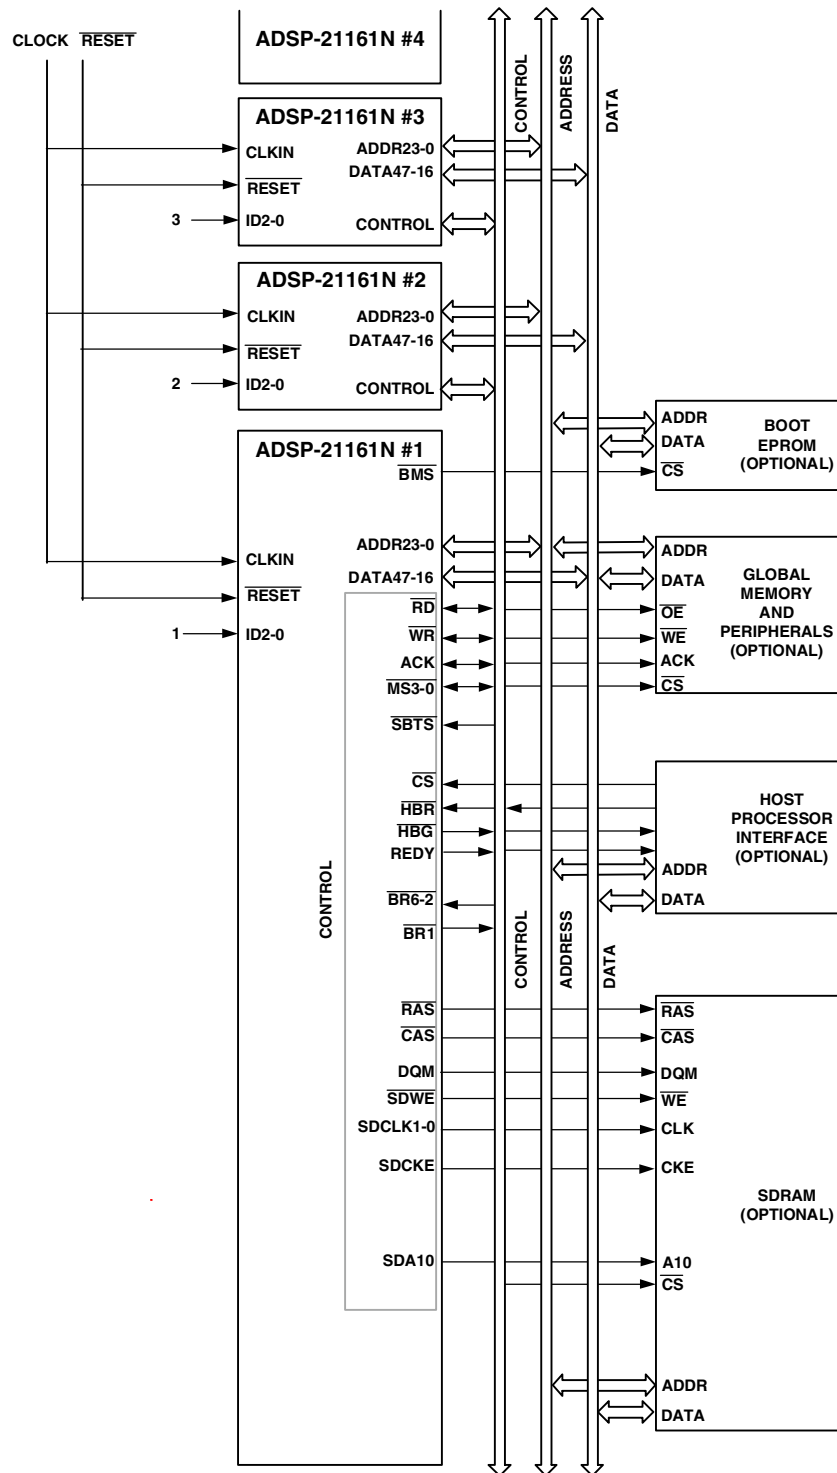 CLOCK RESET
ADSP-21161N #4
CONTROL
ADDRESS
DATA
ADSP-21161N #3
CLKIN
RESET
3
ID2-0
ADDR23-0
DATA47-16
CONTROL
ADSP-21161N #2
CLKIN
RESET
2
ID2-0
ADDR23-0
DATA47-16
CONTROL
ADSP-21161N #1
BMS
CLKIN
RESET
1
ID2-0
ADDR23-0
DATA47-16
CONTROL
RD
WR
ACK
MS3-0
SBTS
CS
HBR
HBG
REDY
BR6-2
BR1
RAS
CAS
DQM
SDWE
SDCLK1-0
SDCKE
SDA10
CONTROL
ADDRESS
DATA
ADDR
DATA
CS
BOOT
EPROM
(OPTIONAL)
ADDR
DATA
OE
WE
ACK
CS
GLOBAL
MEMORY
AND
PERIPHERALS
(OPTIONAL)
HOST
PROCESSOR
INTERFACE
(OPTIONAL)
ADDR
DATA
RAS
CAS
DQM
WE
CLK
CKE
SDRAM
(OPTIONAL)
A10
CS
ADDR
DATA